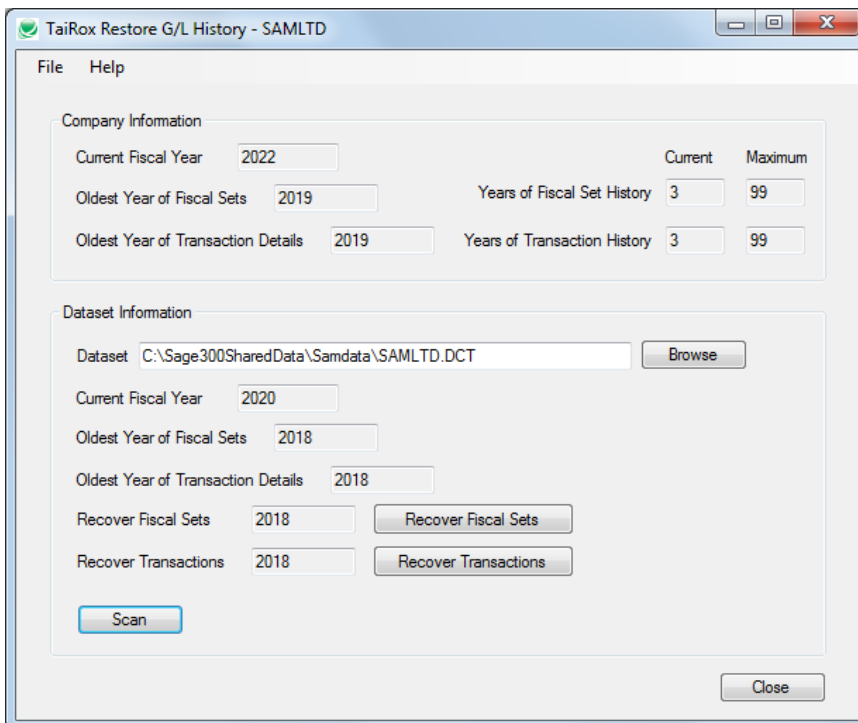 TaiRox Restore G/L History - SAMLTD
File Help
Company Information
Current Fiscal Year 2022 Current Maximum
Oldest Year of Fiscal Sets 2019 Years of Fiscal Set History 3 99
Oldest Year of Transaction Details 2019 Years of Transaction History 3 99
Dataset Information
Dataset C:\Sage300SharedData\Samdata\SAMLTD.DCT Browse
Current Fiscal Year 2020
Oldest Year of Fiscal Sets 2018
Oldest Year of Transaction Details 2018
Recover Fiscal Sets 2018 Recover Fiscal Sets
Recover Transactions 2018 Recover Transactions
Scan
Close